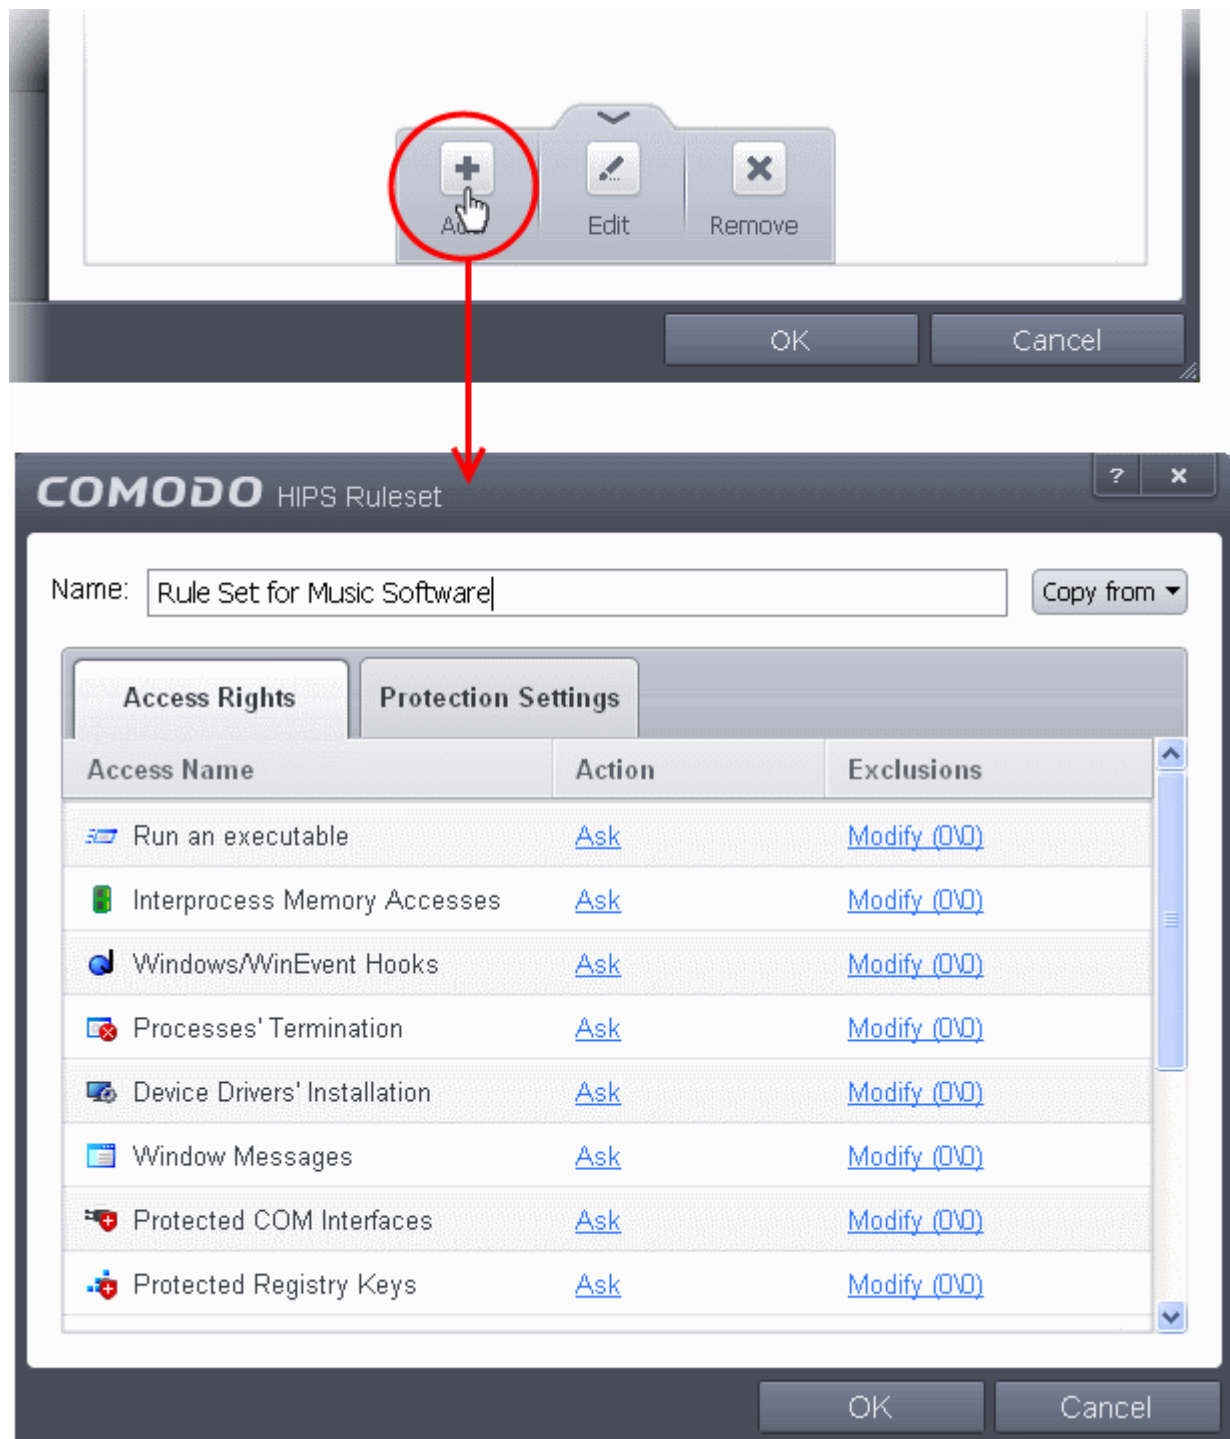 Edit Remove
OK Cancel
COMODO HIPS Ruleset ? x
Name: Rule Set for Music Software Copy from
Access Rights Protection Settings
Access Name Action Exclusions
Run an executable Ask Modify (0\0)
Interprocess Memory Accesses Ask Modify (0\0)
Windows/WinEvent Hooks Ask Modify (0\0)
Processes' Termination Ask Modify (0\0)
Device Drivers' Installation Ask Modify (0\0)
Window Messages Ask Modify (0\0)
Protected COM Interfaces Ask Modify (0\0)
Protected Registry Keys Ask Modify (0\0)
OK Cancel